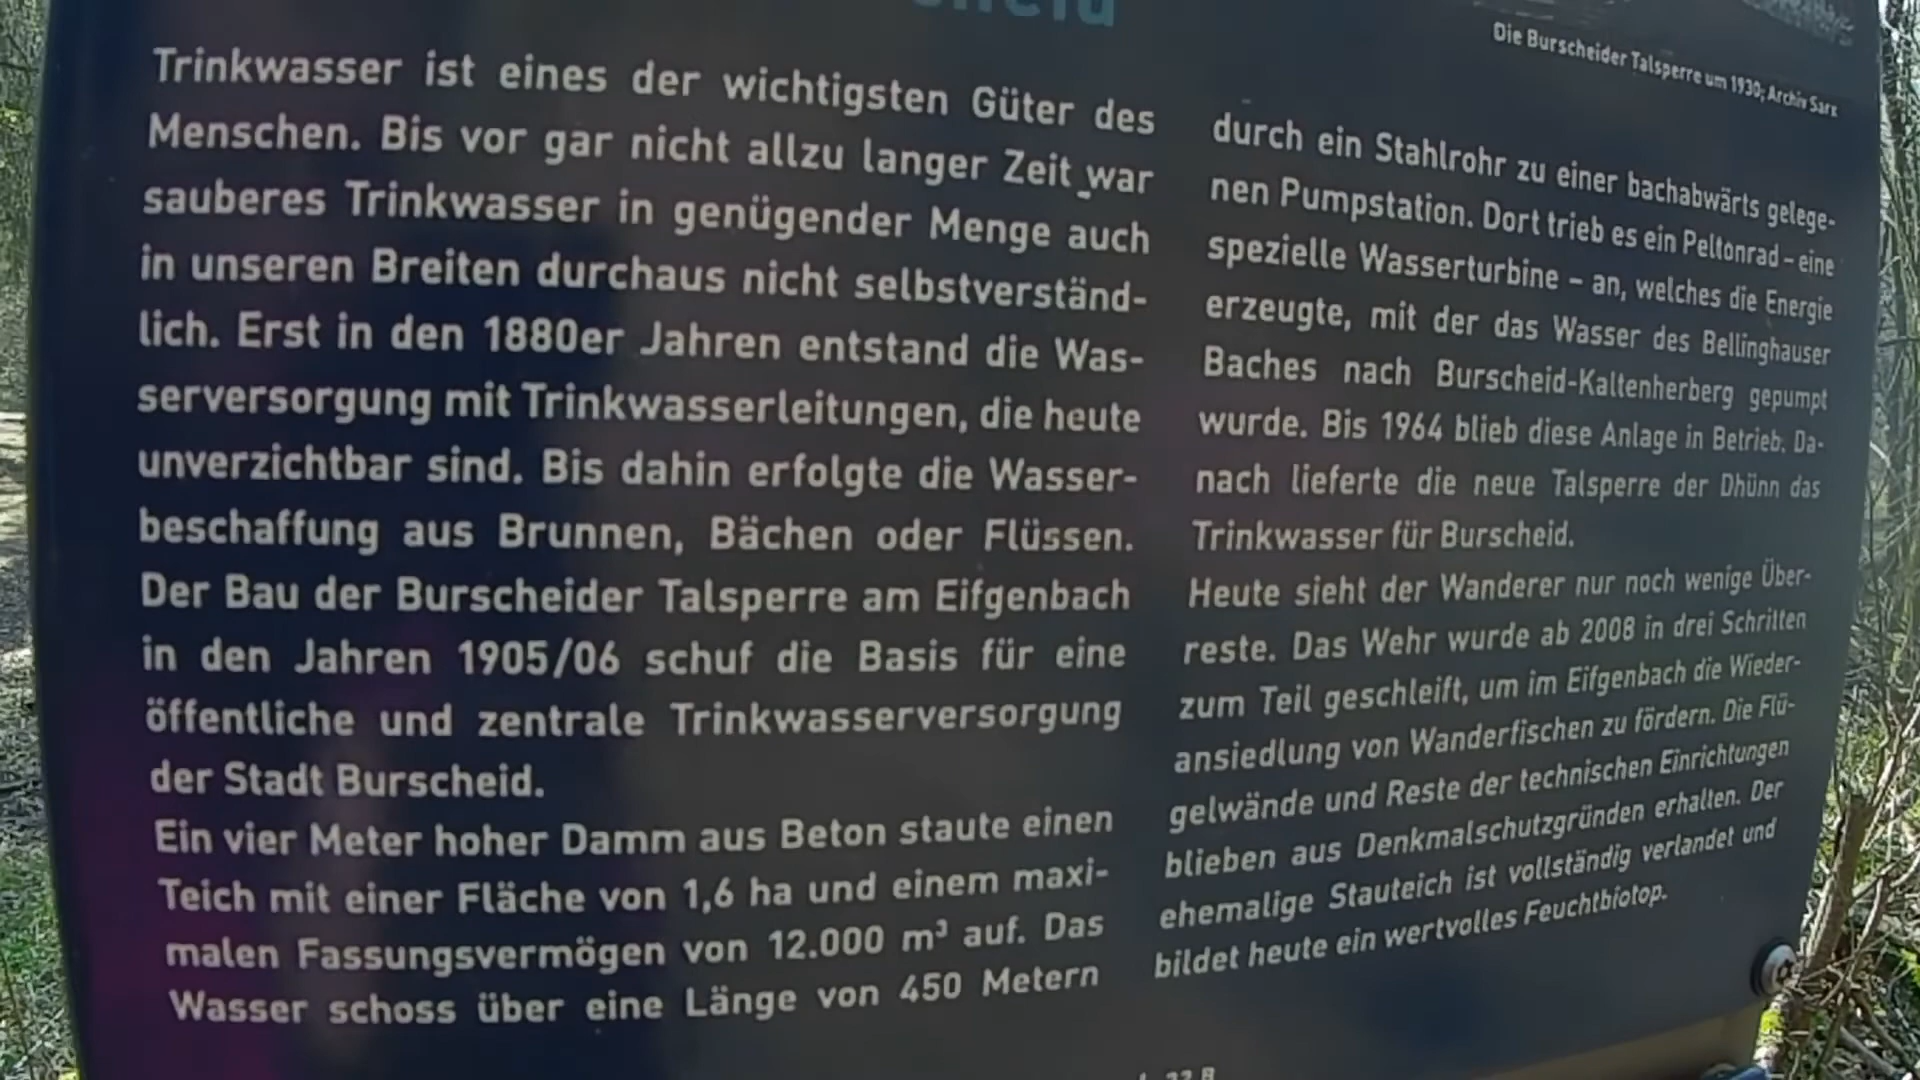 Die Burscheider Talsperre um 1930; Archiv Sarx
Trinkwasser ist eines der wichtigsten Güter des
Menschen. Bis vor gar nicht allzu langer Zeit war
sauberes Trinkwasser in genügender Menge auch
in unseren Breiten durchaus nicht selbstverständ-
lich. Erst in den 1880er Jahren entstand die Was-
serversorgung mit Trinkwasserleitungen, die heute
unverzichtbar sind. Bis dahin erfolgte die Wasser-
beschaffung aus Brunnen, Bächen oder Flüssen.
Der Bau der Burscheider Talsperre am Eifgenbach
in den Jahren 1905/06 schuf die Basis für eine
öffentliche und zentrale Trinkwasserversorgung
der Stadt Burscheid.
Ein vier Meter hoher Damm aus Beton staute einen
Teich mit einer Fläche von 1,6 ha und einem maxi-
malen Fassungsvermögen von 12.000 m³ auf. Das
Wasser schoss über eine Länge von 450 Metern
durch ein Stahlrohr zu einer bachabwärts gelege-
nen Pumpstation. Dort trieb es ein Peltonrad – eine
spezielle Wasserturbine – an, welches die Energie
erzeugte, mit der das Wasser des Bellinghauser
Baches nach Burscheid-Kaltenherberg gepumpt
wurde. Bis 1964 blieb diese Anlage in Betrieb. Da-
nach lieferte die neue Talsperre der Dhünn das
Trinkwasser für Burscheid.
Heute sieht der Wanderer nur noch wenige Über-
reste. Das Wehr wurde ab 2008 in drei Schritten
zum Teil geschleift, um im Eifgenbach die Wieder-
ansiedlung von Wanderfischen zu fördern. Die Flü-
gelwände und Reste der technischen Einrichtungen
blieben aus Denkmalschutzgründen erhalten. Der
ehemalige Stauteich ist vollständig verlandet und
bildet heute ein wertvolles Feuchtbiotop.